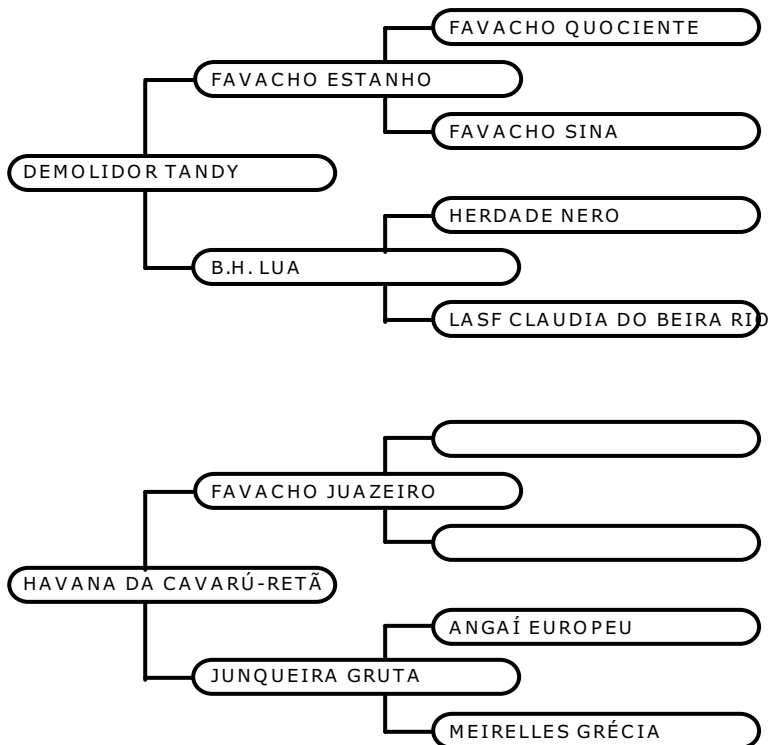 FAVACHO QUOCIENTE
FAVACHO ESTANHO
FAVACHO SINA
DEMOLIDOR TANDY
HERDADE NERO
B.H. LUA
LASF CLAUDIA DO BEIRA RIO
FAVACHO JUAZEIRO
HAVANA DA CAVARÚ-RETÃ
ANGAÍ EUROPEU
JUNQUEIRA GRUTA
MEIRELLES GRÉCIA